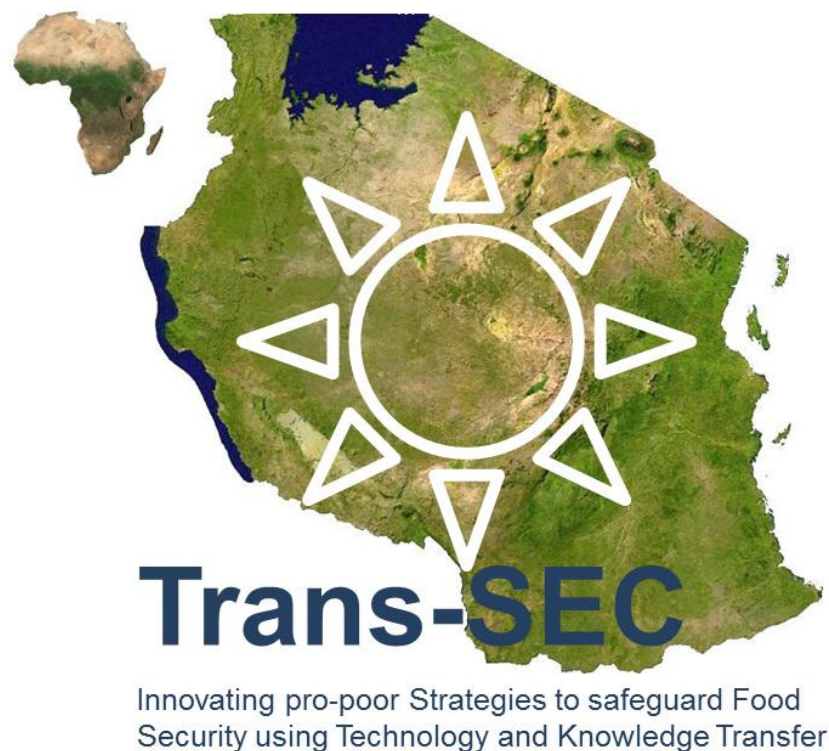 Trans-SEC
Innovating pro-poor Strategies to safeguard Food
Security using Technology and Knowledge Transfer